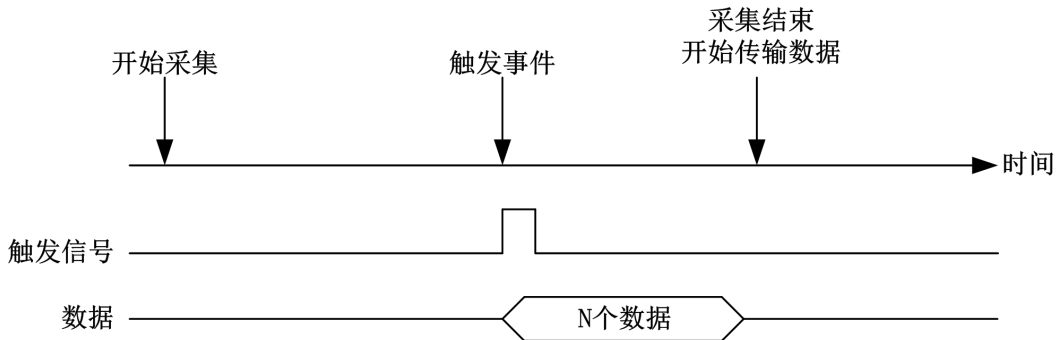 开始采集
触发事件
采集结束
开始传输数据
时间
触发信号
数据
N个数据